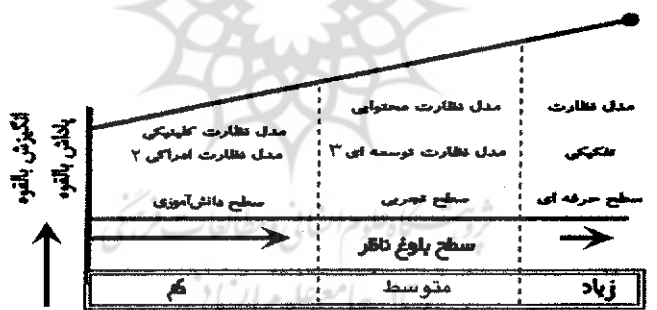 انگیزش بالقوه
پاداش بالقوه
مدل نظارت
تفکیکی
سطح حرفه ای
مدل نظارت محتوایی
مدل نظارت توسعه ای ۳
سطح تجربی
مدل نظارت کلینیکی
مدل نظارت ادراکی ۲
سطح دانش‌آموزی
سطح بلوغ ناظر
زیاد
متوسط
کم